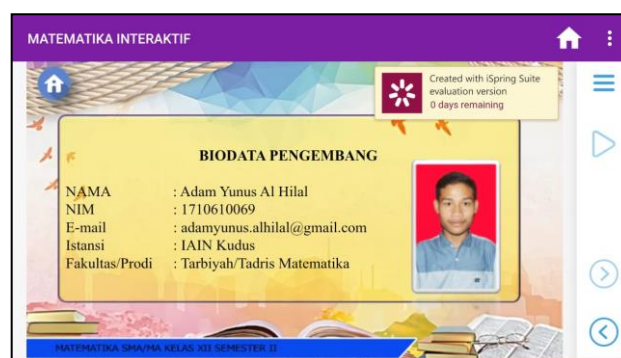 MATEMATIKA INTERAKTIF
Created with iSpring Suite
evaluation version
0 days remaining
BIODATA PENGEMBANG
NAMA : Adam Yunus Al Hilal
NIM : 1710610069
E-mail : adamyunus.alhilal@gmail.com
Istansi : IAIN Kudus
Fakultas/Prodi : Tarbiyah/Tadris Matematika
MATEMATIKA SMA/MA KELAS XII SEMESTER II